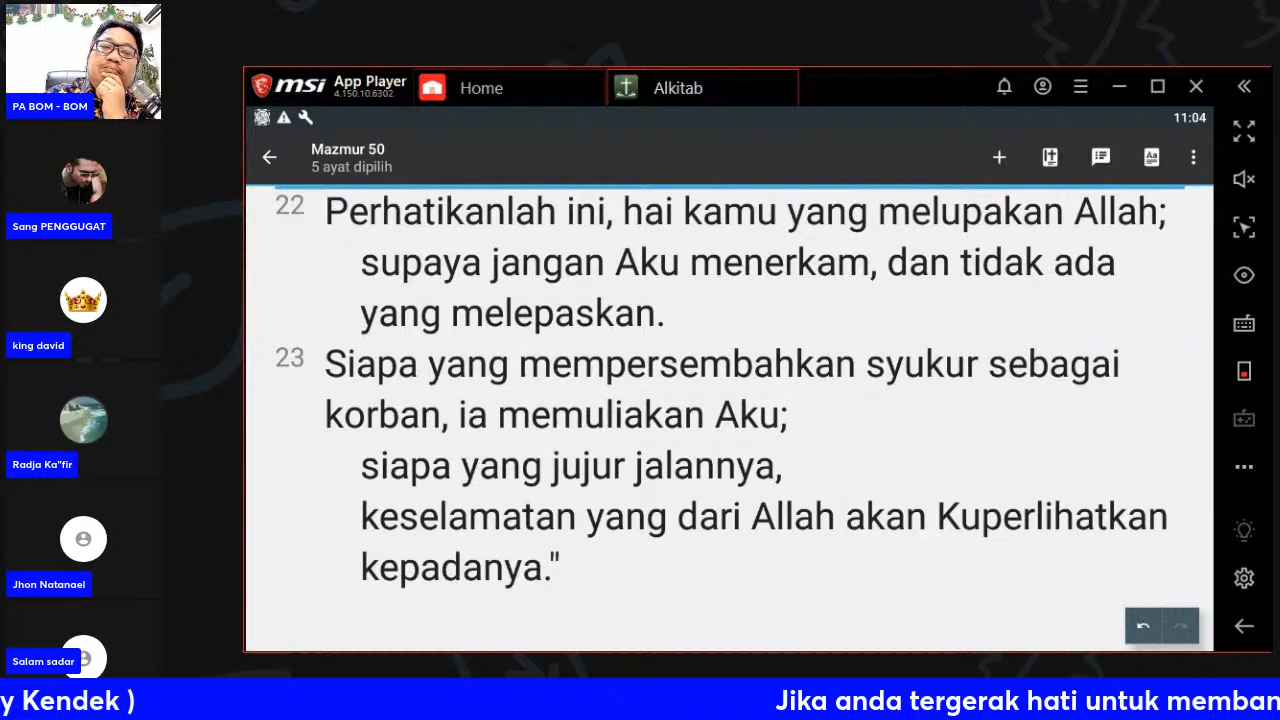 PA BOM - BOM
Sang PENGGUGAT
king david
Radja Ka"fir
Jhon Natanael
Salam sadar
msi App Player
4.150.10.6302
Home
Alkitab
11:04
Mazmur 50
5 ayat dipilih
22 Perhatikanlah ini, hai kamu yang melupakan Allah;
supaya jangan Aku menerkam, dan tidak ada
yang melepaskan.
23 Siapa yang mempersembahkan syukur sebagai
korban, ia memuliakan Aku;
siapa yang jujur jalannya,
keselamatan yang dari Allah akan Kuperlihatkan
kepadanya."
y Kendek ) Jika anda tergerak hati untuk memban